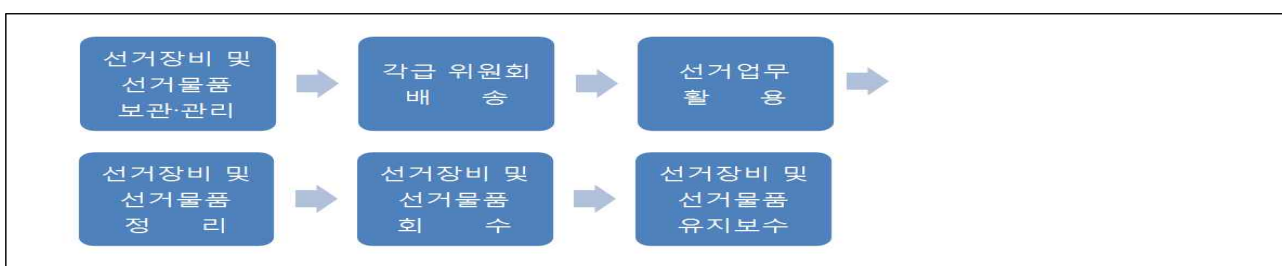 선거장비 및
선거물품
보관·관리
각급 위원회
배 송
선거업무
활 용
선거장비 및
선거물품
정 리
선거장비 및
선거물품
회 수
선거장비 및
선거물품
유지보수